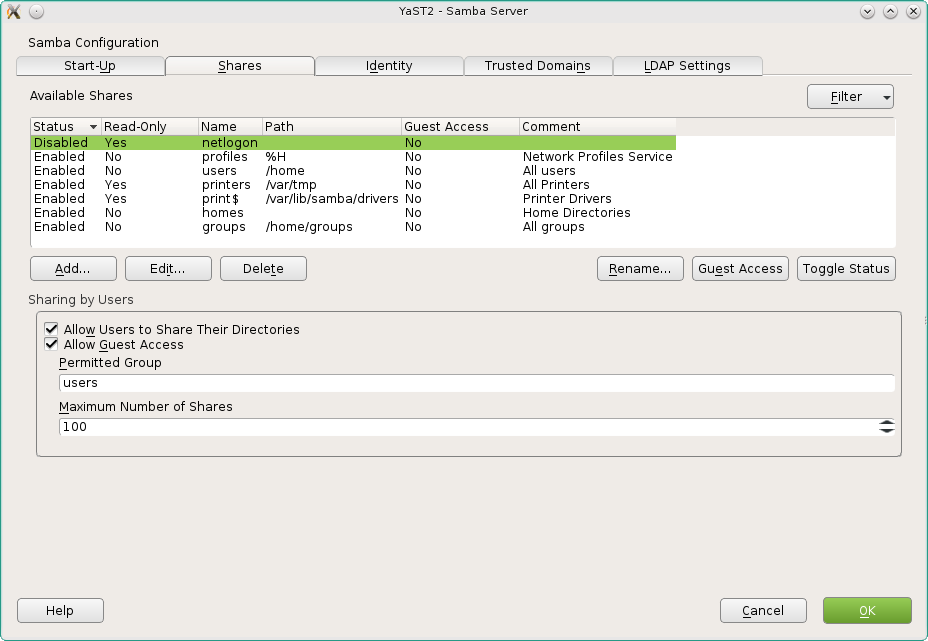 YaST2 - Samba Server
Samba Configuration
Start-Up Shares Identity Trusted Domains LDAP Settings
Available Shares
Filter
Status Read-Only Name Path Guest Access Comment
Disabled Yes netlogon No
Enabled No profiles %H No Network Profiles Service
Enabled No users /home No All users
Enabled Yes printers /var/tmp No All Printers
Enabled Yes print$ /var/lib/samba/drivers No Printer Drivers
Enabled No homes No Home Directories
Enabled No groups /home/groups No All groups
Add... Edit... Delete Rename... Guest Access Toggle Status
Sharing by Users
Allow Users to Share Their Directories
Allow Guest Access
Permitted Group
users
Maximum Number of Shares
100
Help Cancel OK